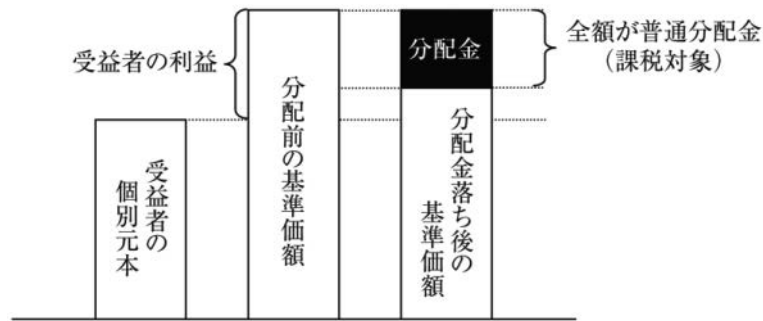 受益者の利益
受益者の
個別元本
分配前の基準価額
分配金
分配金落ち後の
基準価額
全額が普通分配金
(課税対象)